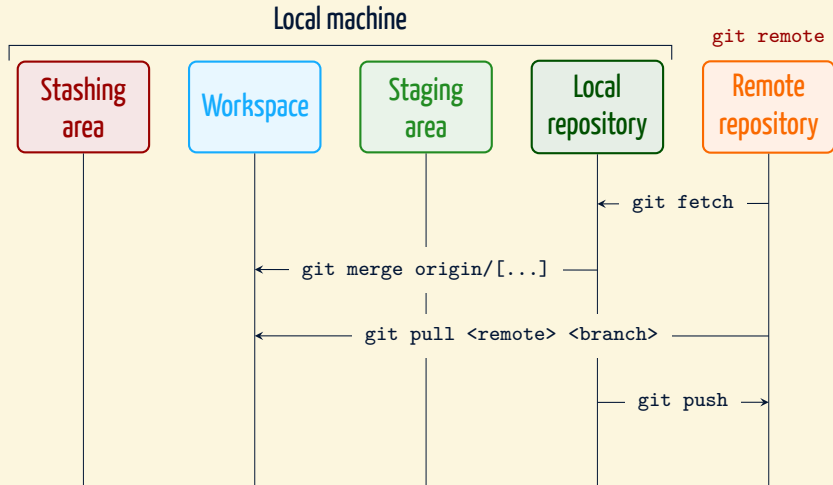 Local machine
git remote
Stashing
area
Workspace
Staging
area
Local
repository
Remote
repository
git fetch
git merge origin/[...]
git pull <remote> <branch>
git push